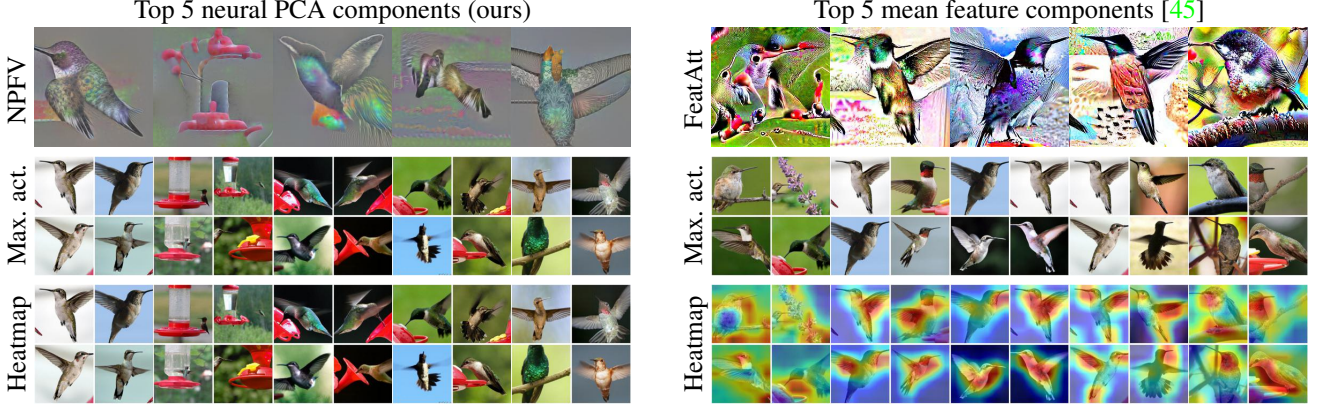 Top 5 neural PCA components (ours)
NPFV
Max. act.
Heatmap
Top 5 mean feature components [45]
FeatAtt
Max. act.
Heatmap